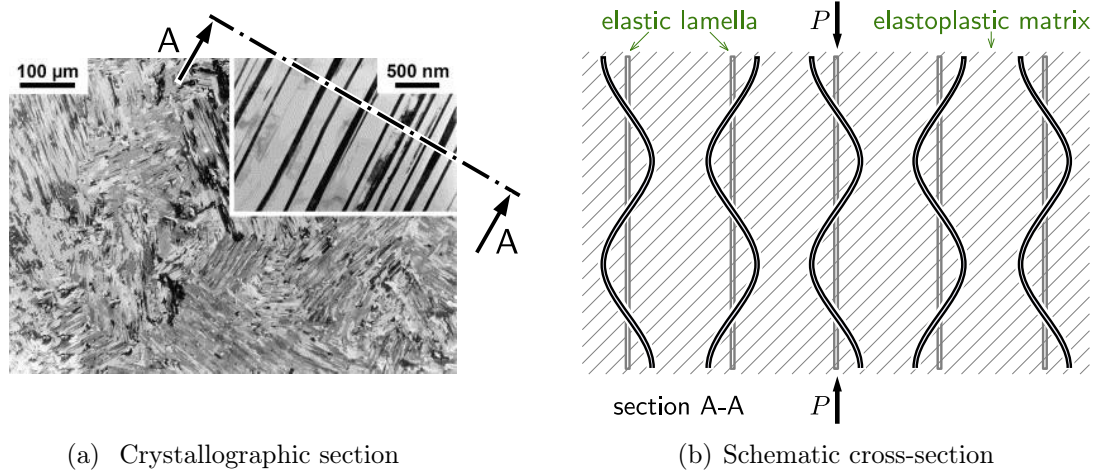 A
100 µm
500 nm
A
elastic lamella
P
elastoplastic matrix
section A-A
P
(a) Crystallographic section
(b) Schematic cross-section